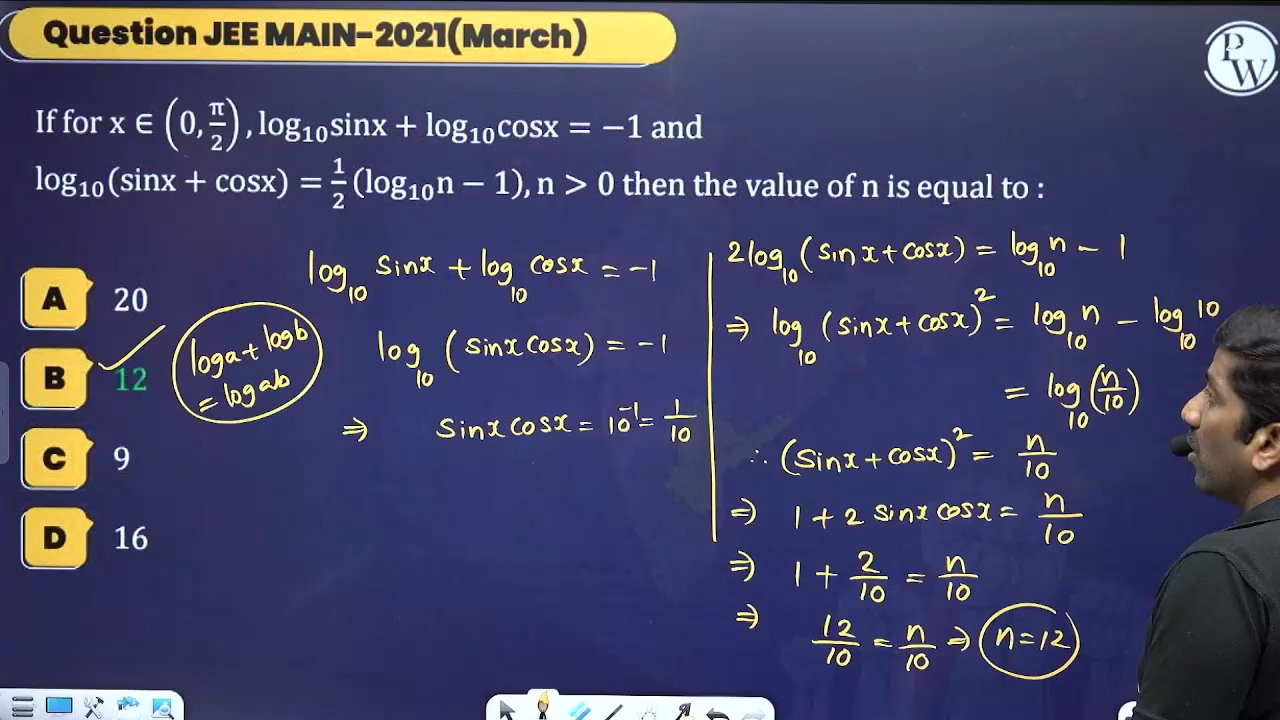 Question JEE MAIN-2021(March)
PW
If for x ∈ (0, π/2), log₁₀sinx + log₁₀cosx = −1 and
log₁₀(sinx + cosx) = 1/2 (log₁₀n − 1), n > 0 then the value of n is equal to :
A 20
B 12
C 9
D 16
loga + logb
= logab
log₁₀ sinx + log₁₀ cosx = -1
log₁₀ (sinx cosx) = -1
⇒ sinx cosx = 10⁻¹ = 1/10
2log₁₀(sinx + cosx) = log₁₀n - 1
⇒ log₁₀ (sinx + cosx)² = log₁₀n - log₁₀10
= log₁₀(n/10)
∴ (sinx + cosx)² = n/10
⇒ 1 + 2 sinx cosx = n/10
⇒ 1 + 2/10 = n/10
⇒ 12/10 = n/10 ⇒ n=12